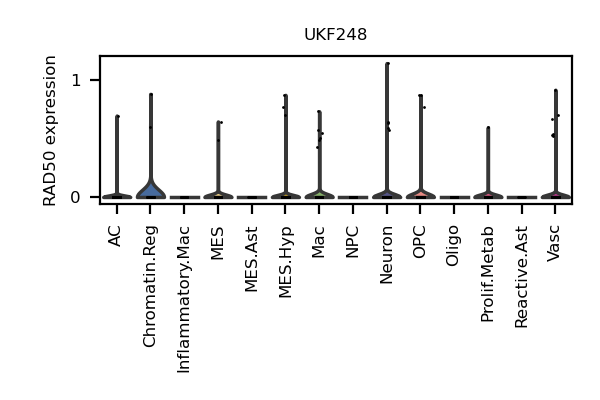 UKF248
RAD50 expression
1
0
AC
Chromatin.Reg
Inflammatory.Mac
MES
MES.Ast
MES.Hyp
Mac
NPC
Neuron
OPC
Oligo
Prolif.Metab
Reactive.Ast
Vasc